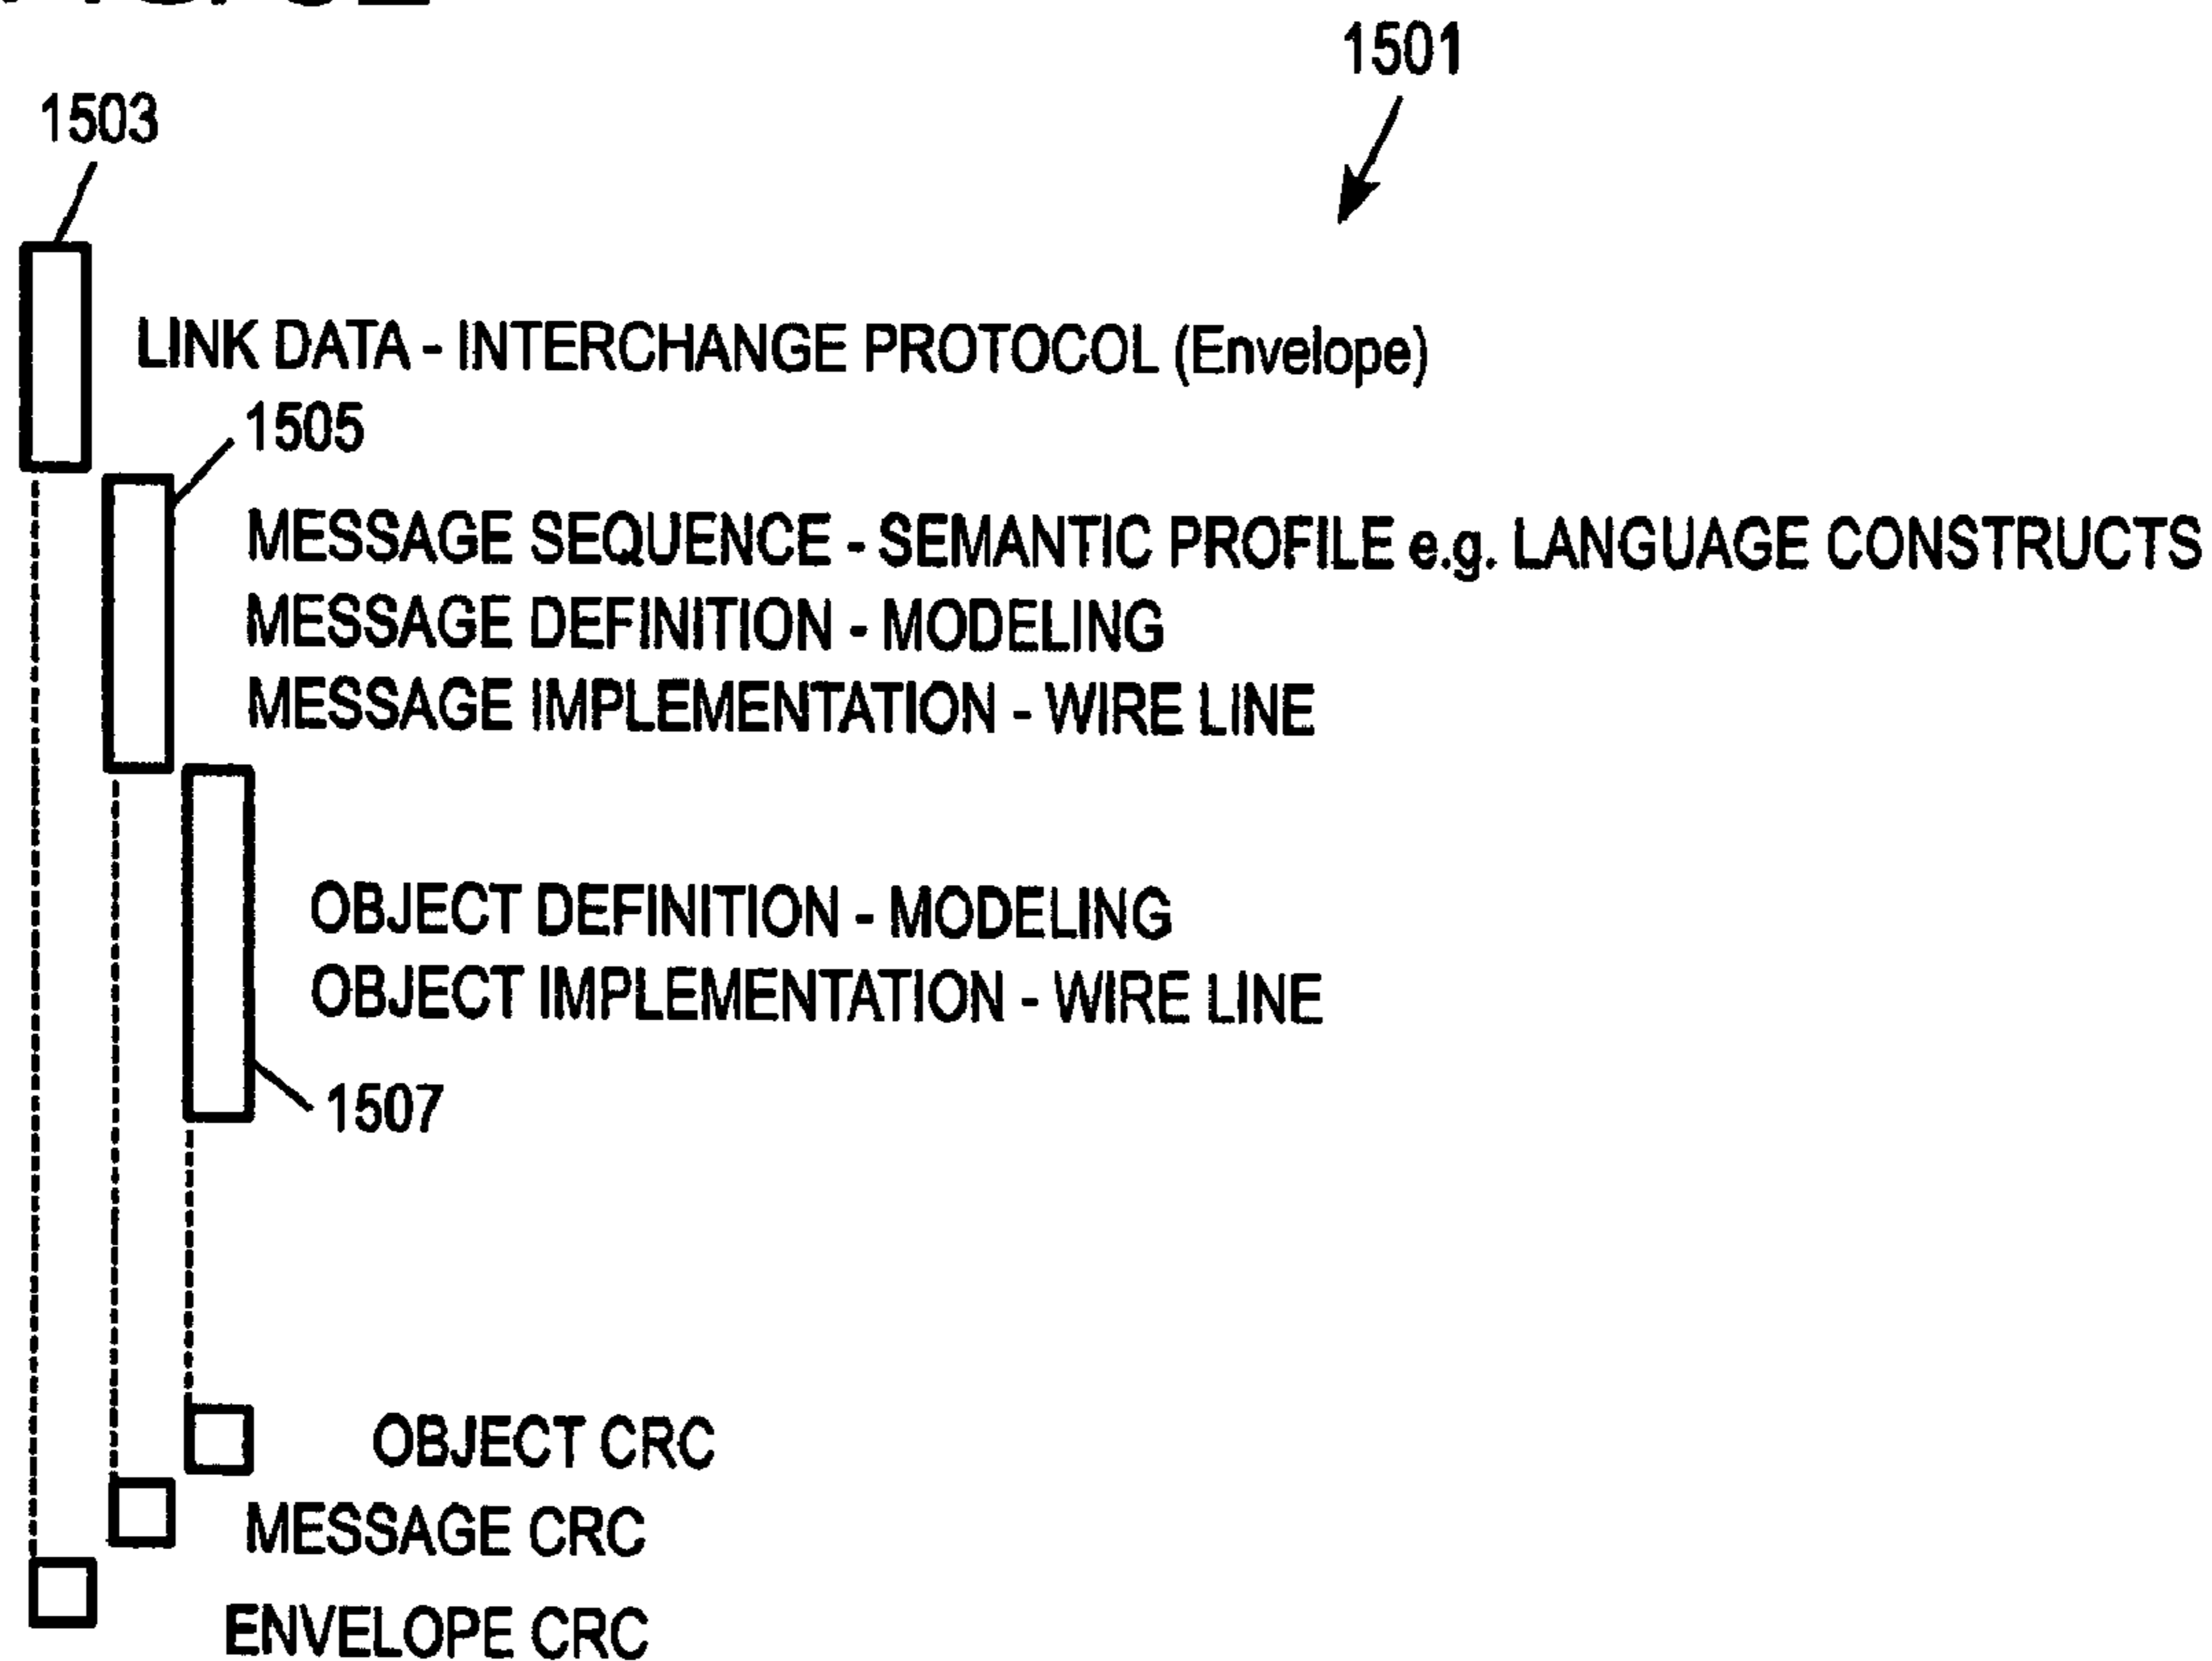 1501
1503
LINK DATA - INTERCHANGE PROTOCOL (Envelope)
1505
MESSAGE SEQUENCE - SEMANTIC PROFILE e.g. LANGUAGE CONSTRUCTS
MESSAGE DEFINITION - MODELING
MESSAGE IMPLEMENTATION - WIRE LINE
OBJECT DEFINITION - MODELING
OBJECT IMPLEMENTATION - WIRE LINE
1507
OBJECT CRC
MESSAGE CRC
ENVELOPE CRC